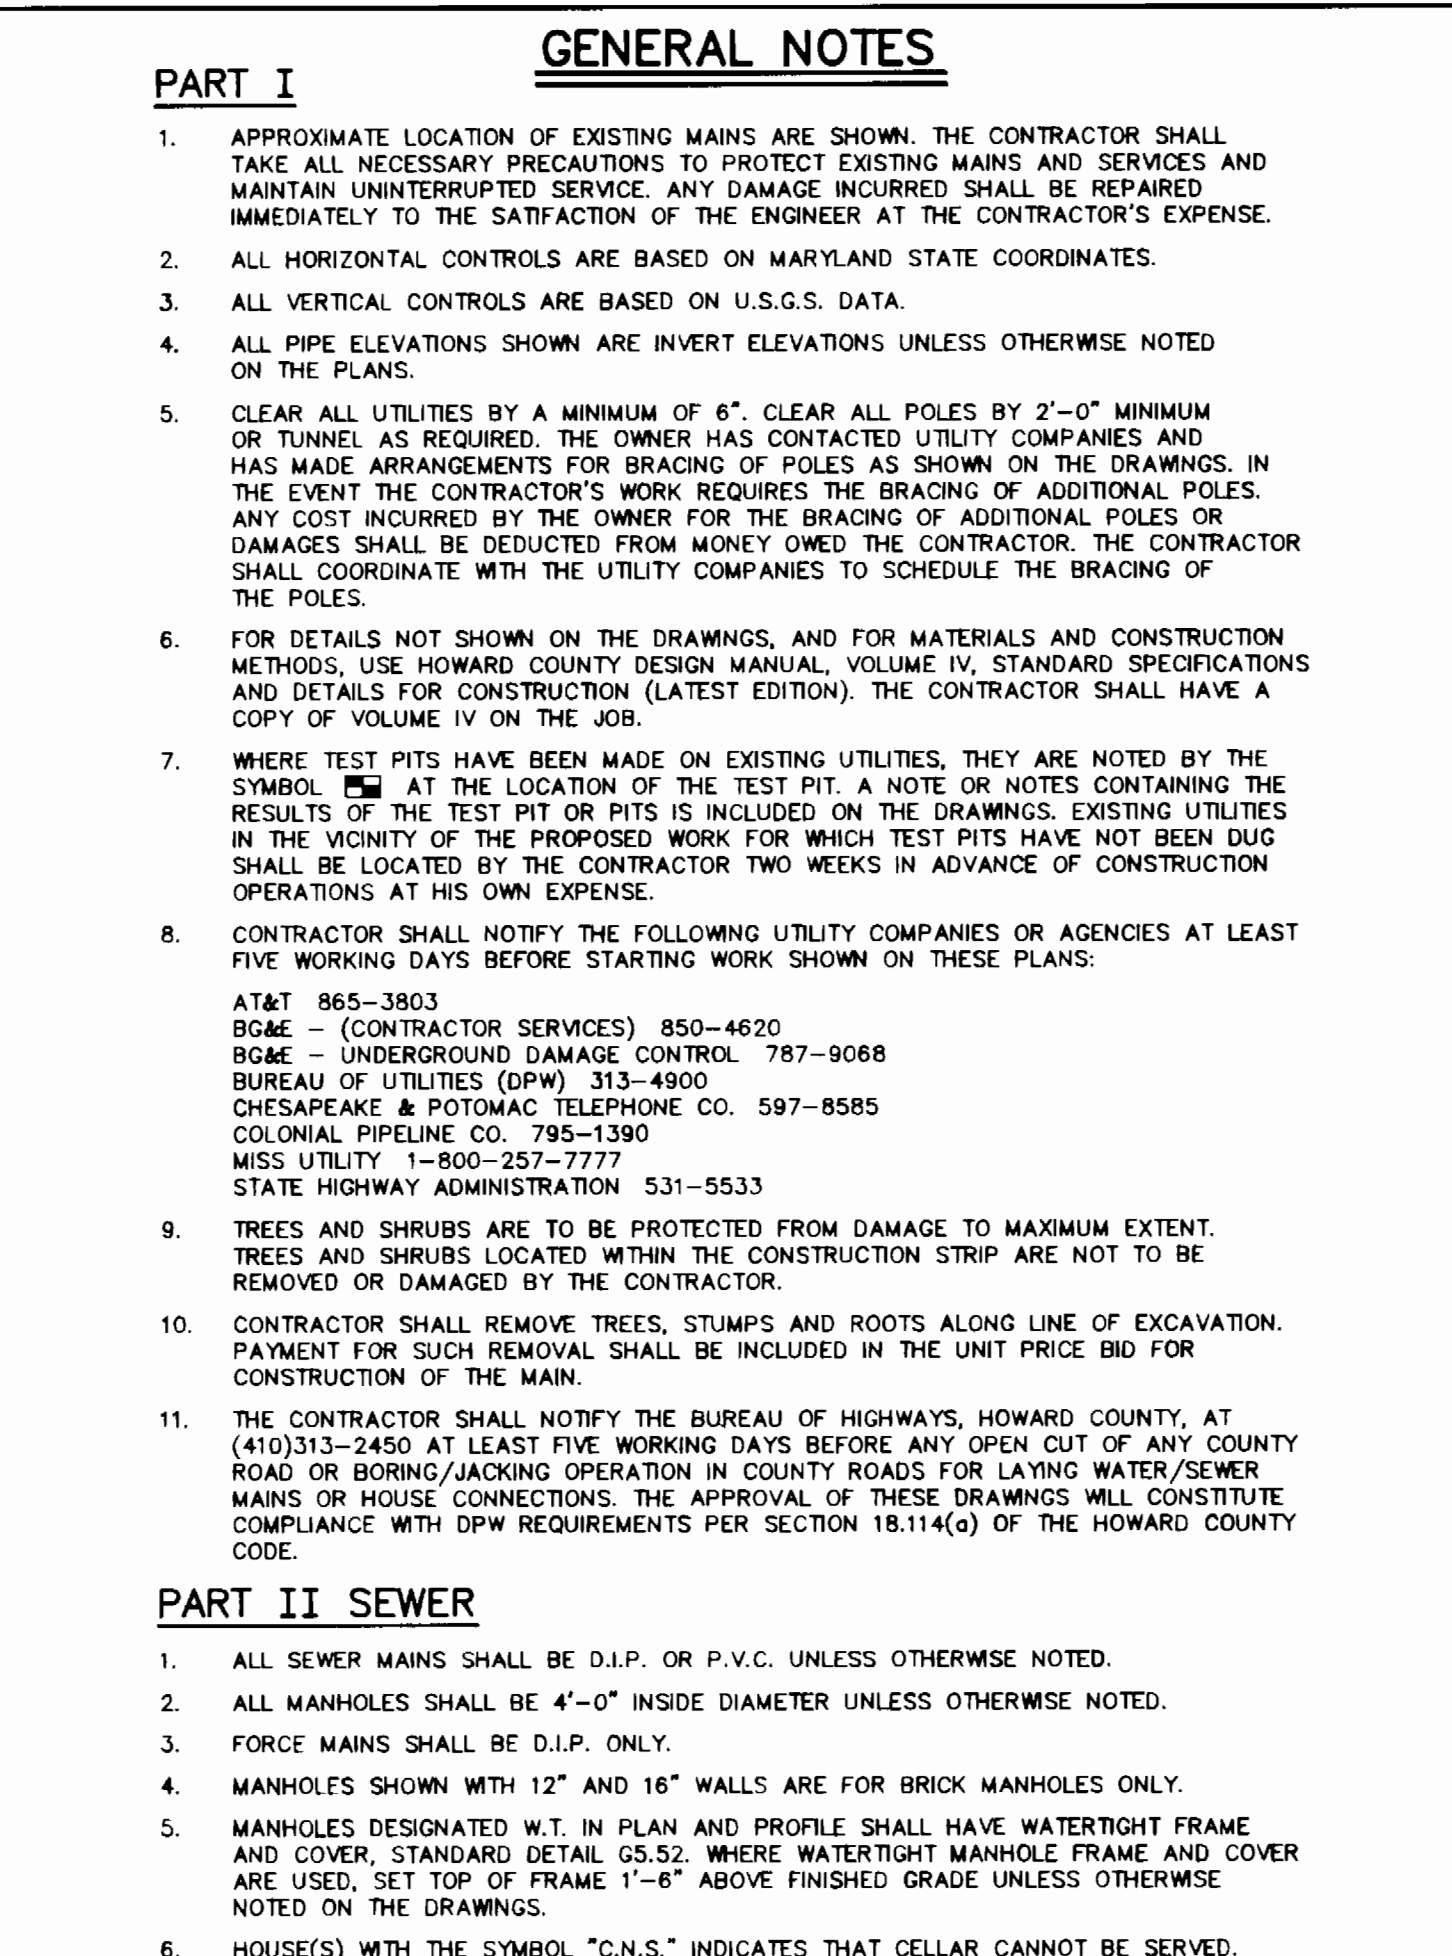 GENERAL NOTES
PART I
1. APPROXIMATE LOCATION OF EXISTING MAINS ARE SHOWN. THE CONTRACTOR SHALL
TAKE ALL NECESSARY PRECAUTIONS TO PROTECT EXISTING MAINS AND SERVICES AND
MAINTAIN UNINTERRUPTED SERVICE. ANY DAMAGE INCURRED SHALL BE REPAIRED
IMMEDIATELY TO THE SATIFACTION OF THE ENGINEER AT THE CONTRACTOR'S EXPENSE.
2. ALL HORIZONTAL CONTROLS ARE BASED ON MARYLAND STATE COORDINATES.
3. ALL VERTICAL CONTROLS ARE BASED ON U.S.G.S. DATA.
4. ALL PIPE ELEVATIONS SHOWN ARE INVERT ELEVATIONS UNLESS OTHERWISE NOTED
ON THE PLANS.
5. CLEAR ALL UTILITIES BY A MINIMUM OF 6". CLEAR ALL POLES BY 2'-0" MINIMUM
OR TUNNEL AS REQUIRED. THE OWNER HAS CONTACTED UTILITY COMPANIES AND
HAS MADE ARRANGEMENTS FOR BRACING OF POLES AS SHOWN ON THE DRAWINGS. IN
THE EVENT THE CONTRACTOR'S WORK REQUIRES THE BRACING OF ADDITIONAL POLES.
ANY COST INCURRED BY THE OWNER FOR THE BRACING OF ADDITIONAL POLES OR
DAMAGES SHALL BE DEDUCTED FROM MONEY OWED THE CONTRACTOR. THE CONTRACTOR
SHALL COORDINATE WITH THE UTILITY COMPANIES TO SCHEDULE THE BRACING OF
THE POLES.
6. FOR DETAILS NOT SHOWN ON THE DRAWINGS, AND FOR MATERIALS AND CONSTRUCTION
METHODS, USE HOWARD COUNTY DESIGN MANUAL, VOLUME IV, STANDARD SPECIFICATIONS
AND DETAILS FOR CONSTRUCTION (LATEST EDITION). THE CONTRACTOR SHALL HAVE A
COPY OF VOLUME IV ON THE JOB.
7. WHERE TEST PITS HAVE BEEN MADE ON EXISTING UTILITIES, THEY ARE NOTED BY THE
SYMBOL AT THE LOCATION OF THE TEST PIT. A NOTE OR NOTES CONTAINING THE
RESULTS OF THE TEST PIT OR PITS IS INCLUDED ON THE DRAWINGS. EXISTING UTILITIES
IN THE VICINITY OF THE PROPOSED WORK FOR WHICH TEST PITS HAVE NOT BEEN DUG
SHALL BE LOCATED BY THE CONTRACTOR TWO WEEKS IN ADVANCE OF CONSTRUCTION
OPERATIONS AT HIS OWN EXPENSE.
8. CONTRACTOR SHALL NOTIFY THE FOLLOWING UTILITY COMPANIES OR AGENCIES AT LEAST
FIVE WORKING DAYS BEFORE STARTING WORK SHOWN ON THESE PLANS:
AT&T 865-3803
BG&E - (CONTRACTOR SERVICES) 850-4620
BG&E - UNDERGROUND DAMAGE CONTROL 787-9068
BUREAU OF UTILITIES (DPW) 313-4900
CHESAPEAKE & POTOMAC TELEPHONE CO. 597-8585
COLONIAL PIPELINE CO. 795-1390
MISS UTILITY 1-800-257-7777
STATE HIGHWAY ADMINISTRATION 531-5533
9. TREES AND SHRUBS ARE TO BE PROTECTED FROM DAMAGE TO MAXIMUM EXTENT.
TREES AND SHRUBS LOCATED WITHIN THE CONSTRUCTION STRIP ARE NOT TO BE
REMOVED OR DAMAGED BY THE CONTRACTOR.
10. CONTRACTOR SHALL REMOVE TREES, STUMPS AND ROOTS ALONG LINE OF EXCAVATION.
PAYMENT FOR SUCH REMOVAL SHALL BE INCLUDED IN THE UNIT PRICE BID FOR
CONSTRUCTION OF THE MAIN.
11. THE CONTRACTOR SHALL NOTIFY THE BUREAU OF HIGHWAYS, HOWARD COUNTY, AT
(410)313-2450 AT LEAST FIVE WORKING DAYS BEFORE ANY OPEN CUT OF ANY COUNTY
ROAD OR BORING/JACKING OPERATION IN COUNTY ROADS FOR LAYING WATER/SEWER
MAINS OR HOUSE CONNECTIONS. THE APPROVAL OF THESE DRAWINGS WILL CONSTITUTE
COMPLIANCE WITH DPW REQUIREMENTS PER SECTION 18.114(a) OF THE HOWARD COUNTY
CODE.
PART II SEWER
1. ALL SEWER MAINS SHALL BE D.I.P. OR P.V.C. UNLESS OTHERWISE NOTED.
2. ALL MANHOLES SHALL BE 4'-0" INSIDE DIAMETER UNLESS OTHERWISE NOTED.
3. FORCE MAINS SHALL BE D.I.P. ONLY.
4. MANHOLES SHOWN WITH 12" AND 16" WALLS ARE FOR BRICK MANHOLES ONLY.
5. MANHOLES DESIGNATED W.T. IN PLAN AND PROFILE SHALL HAVE WATERTIGHT FRAME
AND COVER, STANDARD DETAIL G5.52. WHERE WATERTIGHT MANHOLE FRAME AND COVER
ARE USED, SET TOP OF FRAME 1'-6" ABOVE FINISHED GRADE UNLESS OTHERWISE
NOTED ON THE DRAWINGS.
6. HOUSE(S) WITH THE SYMBOL "C.N.S." INDICATES THAT CELLAR CANNOT BE SERVED.